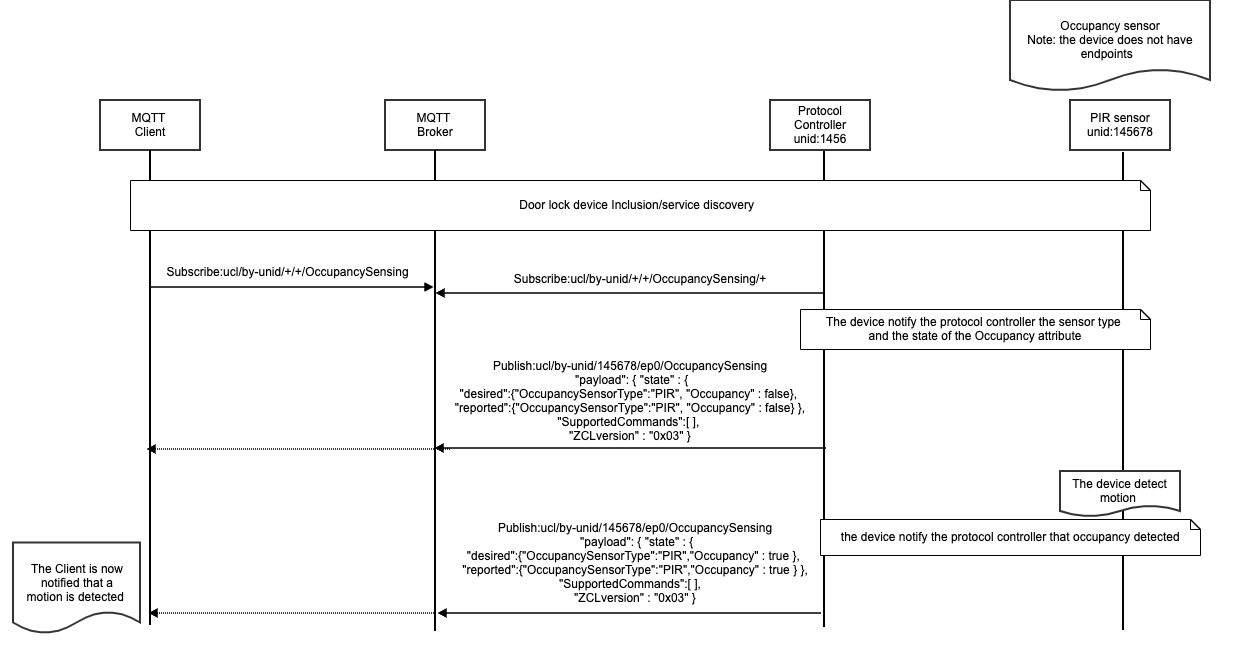 Occupancy sensor
Note: the device does not have
endpoints
MQTT
Client
MQTT
Broker
Protocol
Controller
unid:1456
PIR sensor
unid:145678
Door lock device Inclusion/service discovery
Subscribe:ucl/by-unid/+/+/OccupancySensing
Subscribe:ucl/by-unid/+/+/OccupancySensing/+
The device notify the protocol controller the sensor type
and the state of the Occupancy attribute
Publish:ucl/by-unid/145678/ep0/OccupancySensing
"payload": { "state" : {
"desired":{"OccupancySensorType":"PIR", "Occupancy" : false},
"reported":{"OccupancySensorType":"PIR", "Occupancy" : false} },
"SupportedCommands":[ ],
"ZCLversion" : "0x03" }
The device detect
motion
the device notify the protocol controller that occupancy detected
Publish:ucl/by-unid/145678/ep0/OccupancySensing
"payload": { "state" : {
"desired":{"OccupancySensorType":"PIR","Occupancy" : true },
"reported":{"OccupancySensorType":"PIR","Occupancy" : true } },
"SupportedCommands":[ ],
"ZCLversion" : "0x03" }
The Client is now
notified that a
motion is detected